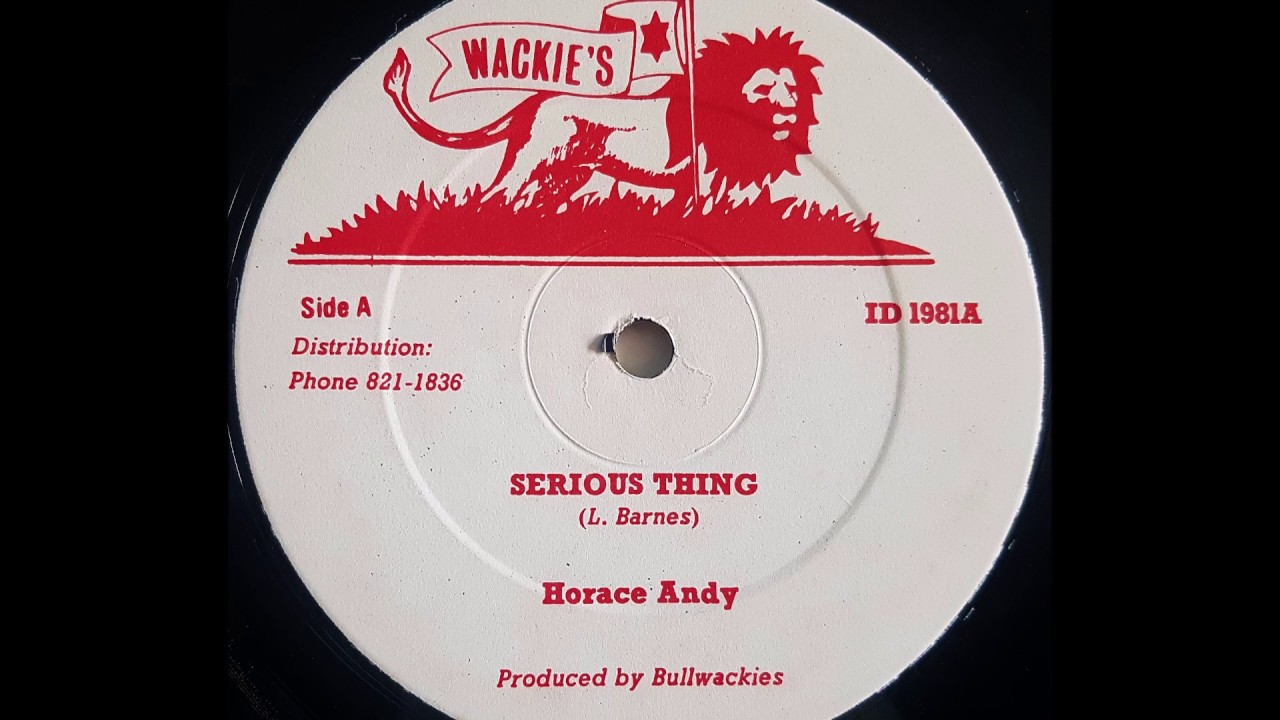 WACKIE'S
Side A
ID 1981A
Distribution:
Phone 821-1836
SERIOUS THING
(L. Barnes)
Horace Andy
Produced by Bullwackies